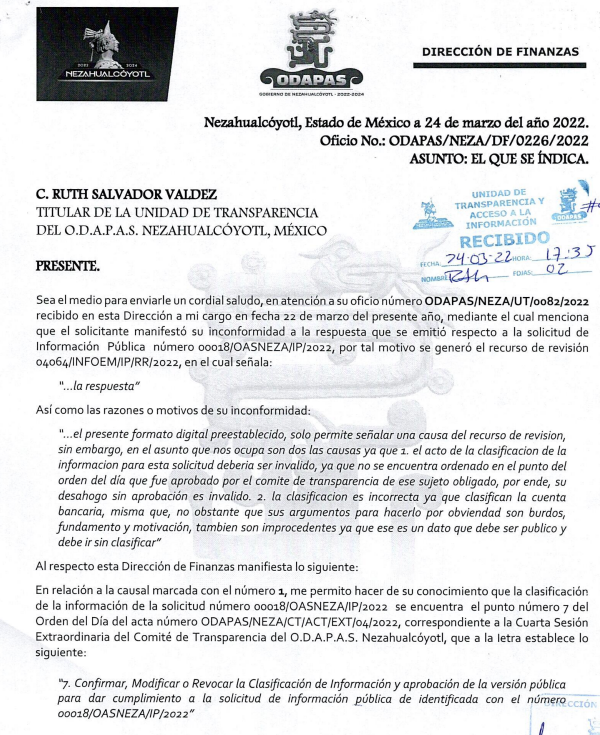 2022 2024
NEZAHUALCÓYOTL
ODAPAS
GOBIERNO DE NEZAHUALCÓYOTL - 2022-2024
DIRECCIÓN DE FINANZAS
Nezahualcóyotl, Estado de México a 24 de marzo del año 2022.
Oficio No.: ODAPAS/NEZA/DF/0226/2022
ASUNTO: EL QUE SE ÍNDICA.
C. RUTH SALVADOR VALDEZ
TITULAR DE LA UNIDAD DE TRANSPARENCIA
DEL O.D.A.P.A.S. NEZAHUALCÓYOTL, MÉXICO
UNIDAD DE
TRANSPARENCIA Y
ACCESO A LA
INFORMACIÓN
ODAPAS
RECIBIDO
FECHA: 24-03-22 HORA: 17:35
NOMBRE: Ruth FOJAS: 02
PRESENTE.
Sea el medio para enviarle un cordial saludo, en atención a su oficio número ODAPAS/NEZA/UT/0082/2022
recibido en esta Dirección a mi cargo en fecha 22 de marzo del presente año, mediante el cual menciona
que el solicitante manifestó su inconformidad a la respuesta que se emitió respecto a la solicitud de
Información Pública número 00018/OASNEZA/IP/2022, por tal motivo se generó el recurso de revisión
04064/INFOEM/IP/RR/2022, en el cual señala:
"...la respuesta"
Así como las razones o motivos de su inconformidad:
"...el presente formato digital preestablecido, solo permite señalar una causa del recurso de revision,
sin embargo, en el asunto que nos ocupa son dos las causas ya que 1. el acto de la clasificacion de la
informacion para esta solicitud deberia ser invalido, ya que no se encuentra ordenado en el punto del
orden del día que fue aprobado por el comite de transparencia de ese sujeto obligado, por ende, su
desahogo sin aprobación es invalido. 2. la clasificacion es incorrecta ya que clasifican la cuenta
bancaria, misma que, no obstante que sus argumentos para hacerlo por obviendad son burdos,
fundamento y motivación, tambien son improcedentes ya que ese es un dato que debe ser publico y
debe ir sin clasificar"
Al respecto esta Dirección de Finanzas manifiesta lo siguiente:
En relación a la causal marcada con el número 1, me permito hacer de su conocimiento que la clasificación
de la información de la solicitud número 00018/OASNEZA/IP/2022 se encuentra el punto número 7 del
Orden del Día del acta número ODAPAS/NEZA/CT/ACT/EXT/04/2022, correspondiente a la Cuarta Sesión
Extraordinaria del Comité de Transparencia del O.D.A.P.A.S. Nezahualcóyotl, que a la letra establece lo
siguiente:
"7. Confirmar, Modificar o Revocar la Clasificación de Información y aprobación de la versión pública
para dar cumplimiento a la solicitud de información pública de identificada con el número
00018/OASNEZA/IP/2022"
DIRECCIÓN